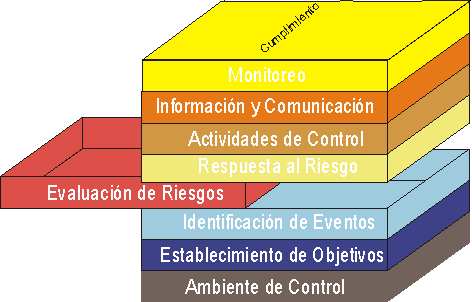 Cumplimiento
Monitoreo
Información y Comunicación
Actividades de Control
Respuesta al Riesgo
Evaluación de Riesgos
Identificación de Eventos
Establecimiento de Objetivos
Ambiente de Control